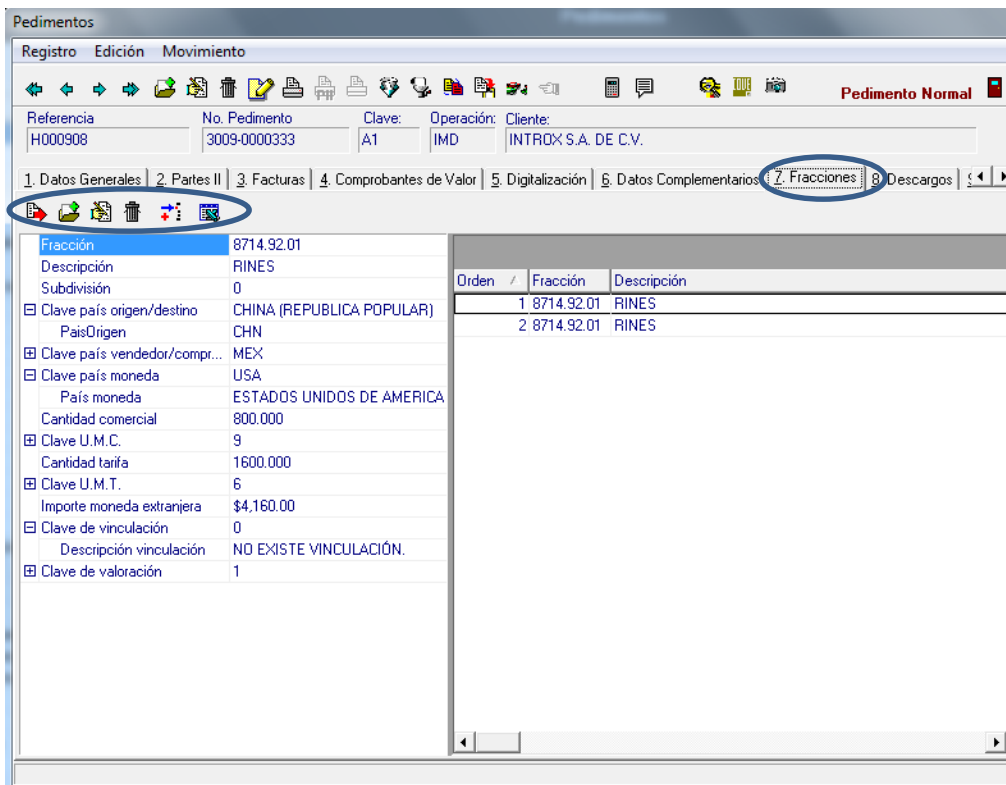 Pedimentos
Registro Edición Movimiento
Pedimento Normal
Referencia No. Pedimento Clave: Operación: Cliente:
H000908 3009-0000333 A1 IMD INTROX S.A. DE C.V.
1. Datos Generales 2. Partes II 3. Facturas 4. Comprobantes de Valor 5. Digitalización 6. Datos Complementarios 7. Fracciones 8. Descargos
Fracción 8714.92.01
Descripción RINES
Subdivisión 0
Clave país origen/destino CHINA (REPUBLICA POPULAR)
PaisOrigen CHN
Clave país vendedor/compr... MEX
Clave país moneda USA
País moneda ESTADOS UNIDOS DE AMERICA
Cantidad comercial 800.000
Clave U.M.C. 9
Cantidad tarifa 1600.000
Clave U.M.T. 6
Importe moneda extranjera $4,160.00
Clave de vinculación 0
Descripción vinculación NO EXISTE VINCULACIÓN.
Clave de valoración 1
Orden Fracción Descripción
1 8714.92.01 RINES
2 8714.92.01 RINES